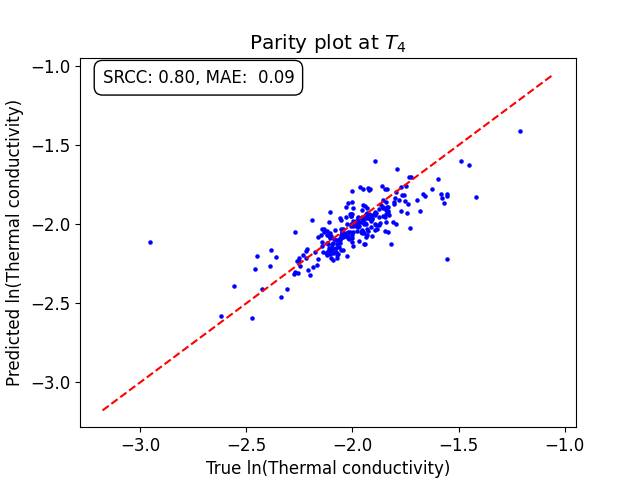 Parity plot at T4
SRCC: 0.80, MAE:  0.09
Predicted ln(Thermal conductivity)
−1.0
−1.5
−2.0
−2.5
−3.0
−3.0 −2.5 −2.0 −1.5 −1.0
True ln(Thermal conductivity)